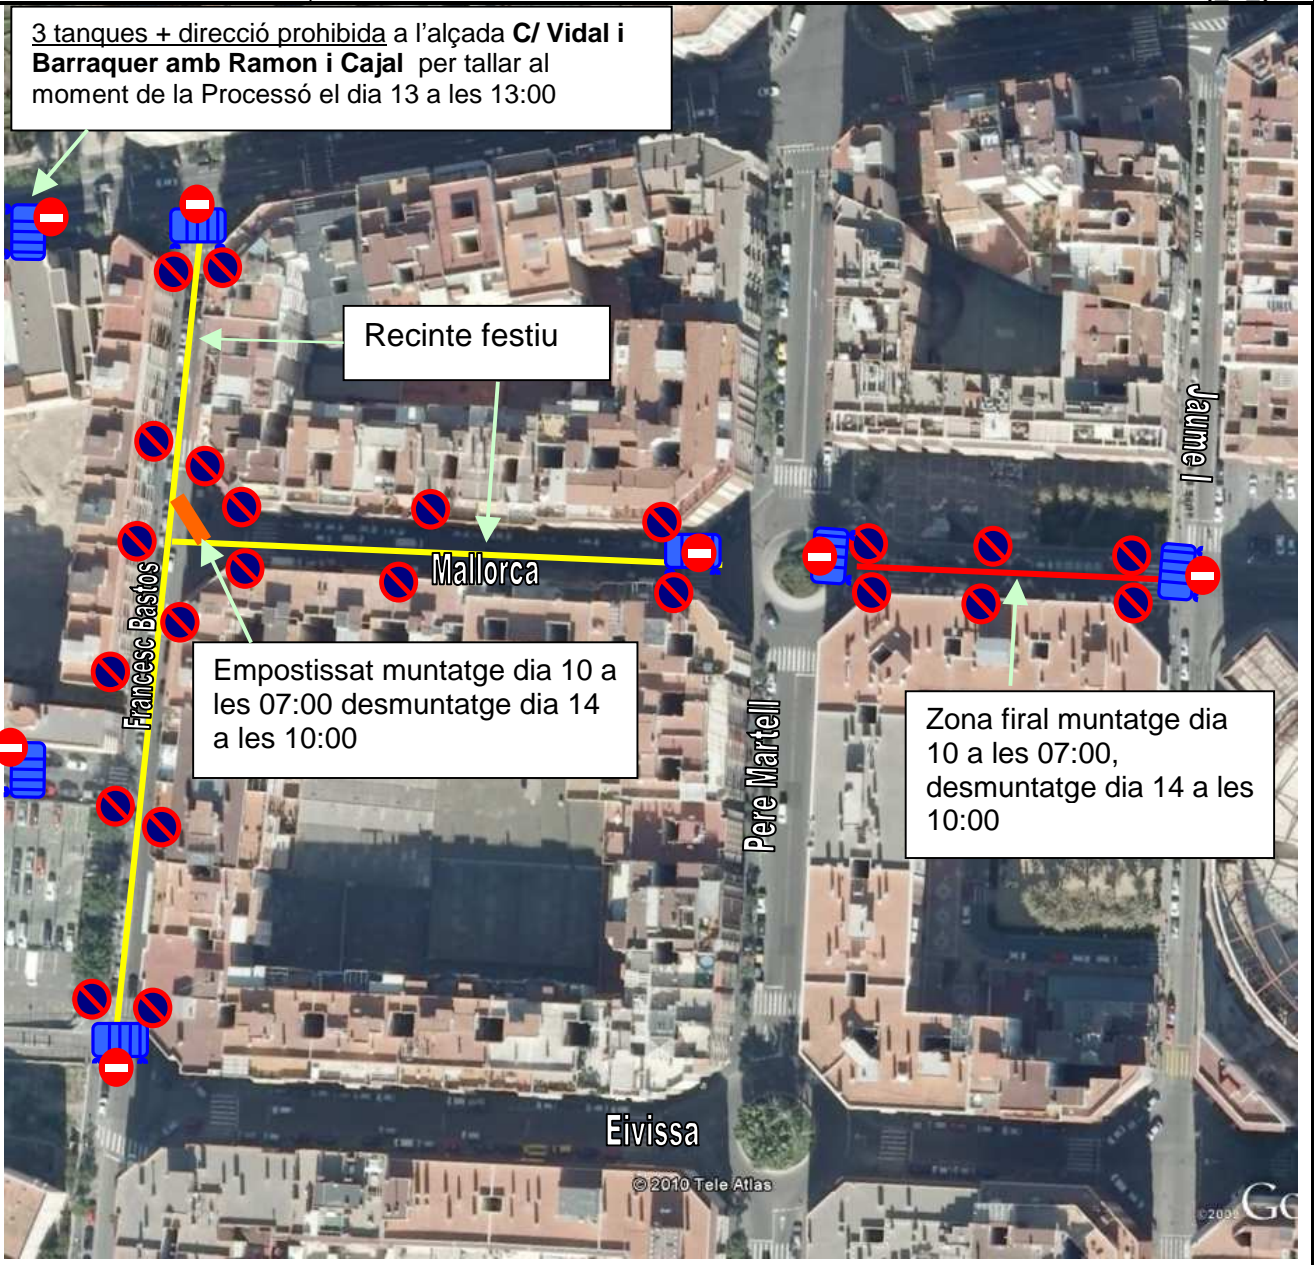 3 tanques + direcció prohibida a l'alçada C/ Vidal i
Barraquer amb Ramon i Cajal per tallar al
moment de la Processó el dia 13 a les 13:00
Recinte festiu
Jaume I
Mallorca
Francesc Bastos
Empostissat muntatge dia 10 a
les 07:00 desmuntatge dia 14
a les 10:00
Pere Martell
Zona firal muntatge dia
10 a les 07:00,
desmuntatge dia 14 a les
10:00
Eivissa
© 2010 Tele Atlas
©2009 Go